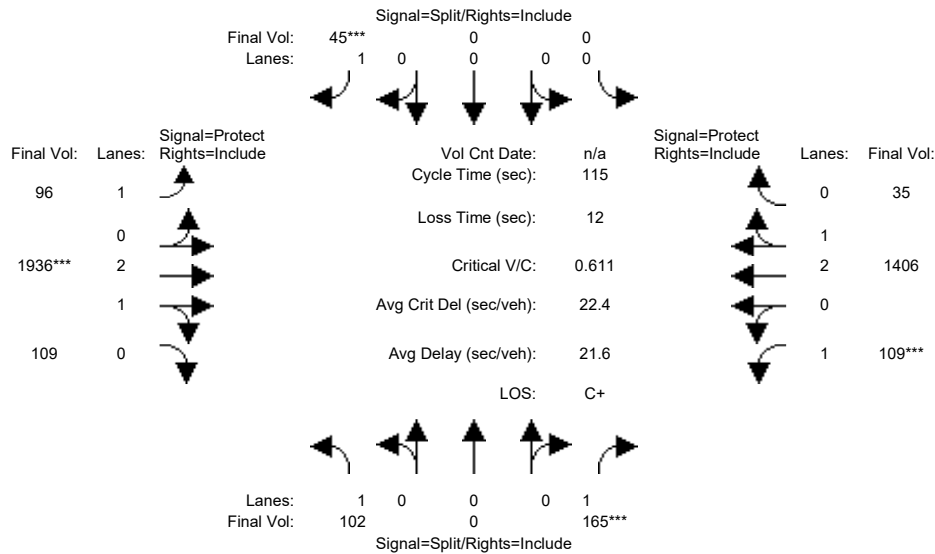 Signal=Split/Rights=Include
Final Vol: 45*** 0 0
Lanes: 1 0 0 0 0
Signal=Protect Signal=Protect
Final Vol: Lanes: Rights=Include Vol Cnt Date: n/a Rights=Include Lanes: Final Vol:
Cycle Time (sec): 115
96 1 0 35
Loss Time (sec): 12
0 1
1936*** 2 Critical V/C: 0.611 2 1406
1 Avg Crit Del (sec/veh): 22.4 0
109 0 Avg Delay (sec/veh): 21.6 1 109***
LOS: C+
Lanes: 1 0 0 0 1
Final Vol: 102 0 165***
Signal=Split/Rights=Include